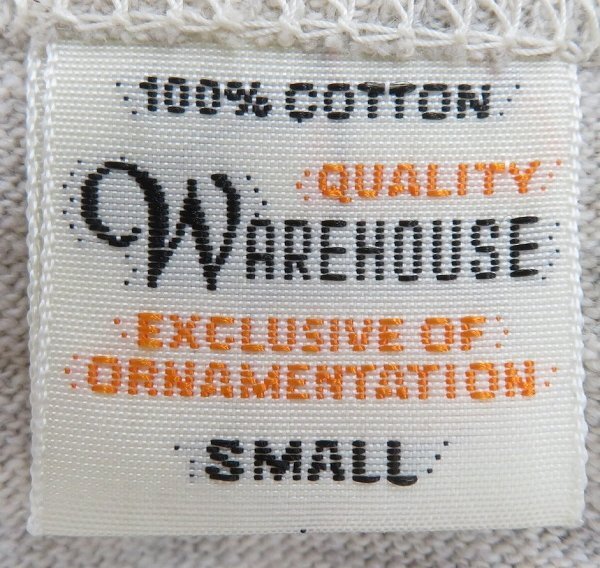 100% COTTON
QUALITY
WAREHOUSE
EXCLUSIVE OF
ORNAMENTATION
SMALL